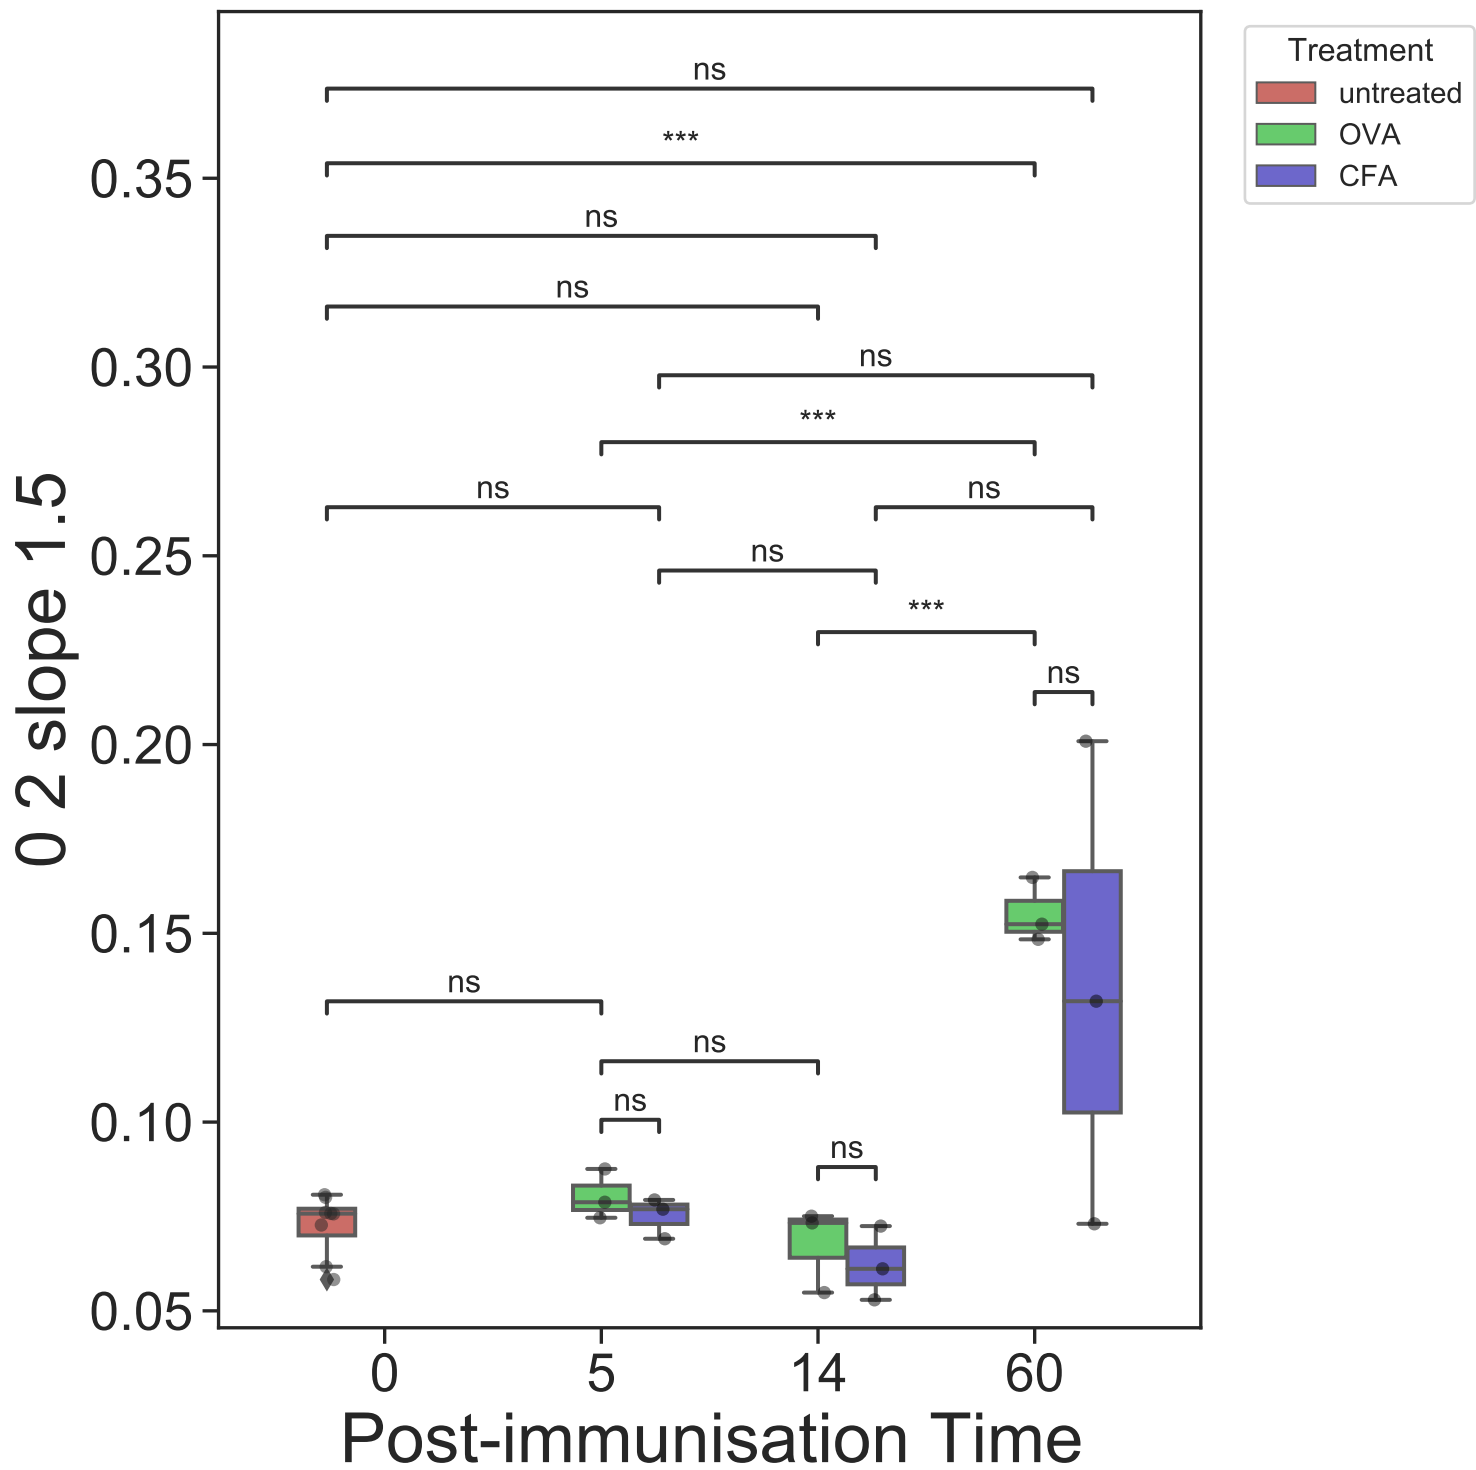 Treatment
untreated
OVA
CFA
ns
***
ns
ns
ns
***
ns
ns
ns
***
ns
ns
ns
ns
ns
0.35
0.30
0.25
0.20
0.15
0.10
0.05
0 2 slope 1.5
0
5
14
60
Post-immunisation Time